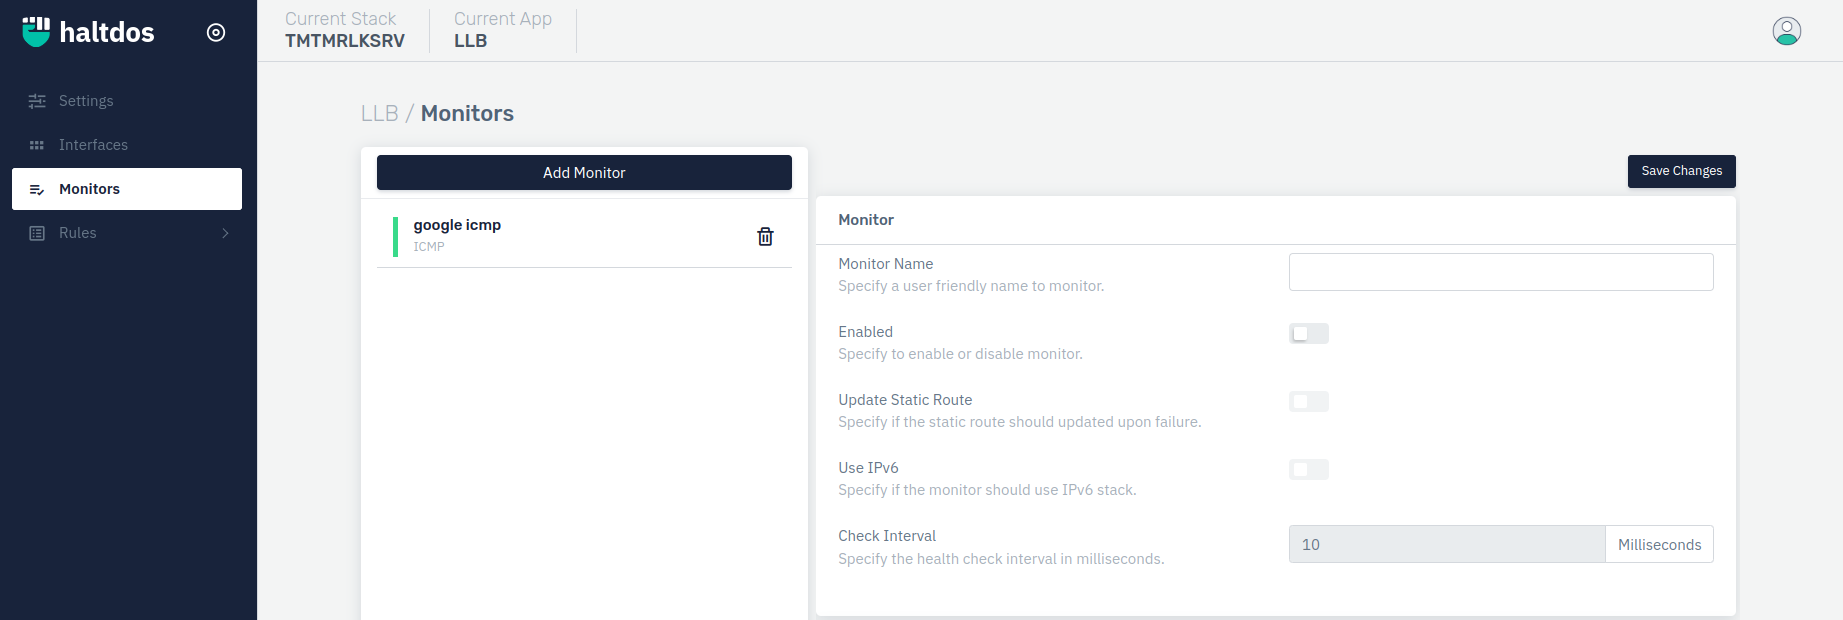 haltdos
Current Stack
TMTMRLKSRV
Current App
LLB
Settings
Interfaces
Monitors
Rules
LLB / Monitors
Add Monitor
google icmp
ICMP
Save Changes
Monitor
Monitor Name
Specify a user friendly name to monitor.
Enabled
Specify to enable or disable monitor.
Update Static Route
Specify if the static route should updated upon failure.
Use IPv6
Specify if the monitor should use IPv6 stack.
Check Interval
Specify the health check interval in milliseconds.
10 Milliseconds